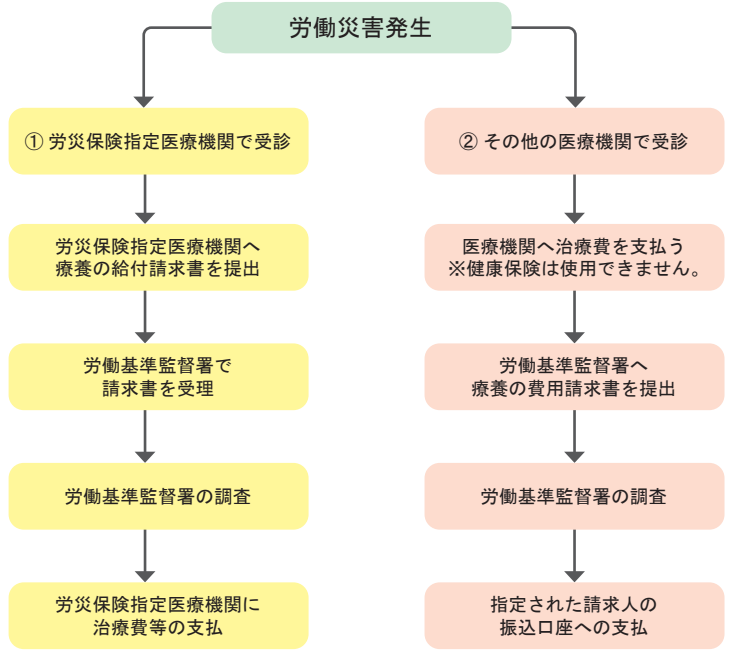 労働災害発生
① 労災保険指定医療機関で受診
労災保険指定医療機関へ
療養の給付請求書を提出
労働基準監督署で
請求書を受理
労働基準監督署の調査
労災保険指定医療機関に
治療費等の支払
② その他の医療機関で受診
医療機関へ治療費を支払う
※健康保険は使用できません。
労働基準監督署へ
療養の費用請求書を提出
労働基準監督署の調査
指定された請求人の
振込口座への支払